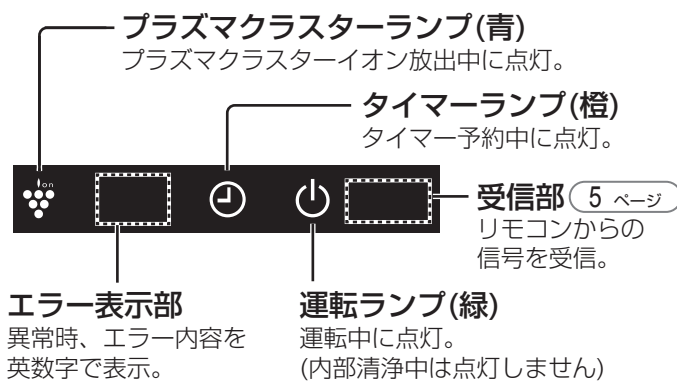 プラズマクラスターランプ(青)
プラズマクラスターイオン放出中に点灯。
タイマーランプ(橙)
タイマー予約中に点灯。
ion
受信部 5 ページ
リモコンからの
信号を受信。
エラー表示部
異常時、エラー内容を
英数字で表示。
運転ランプ(緑)
運転中に点灯。
(内部清浄中は点灯しません)